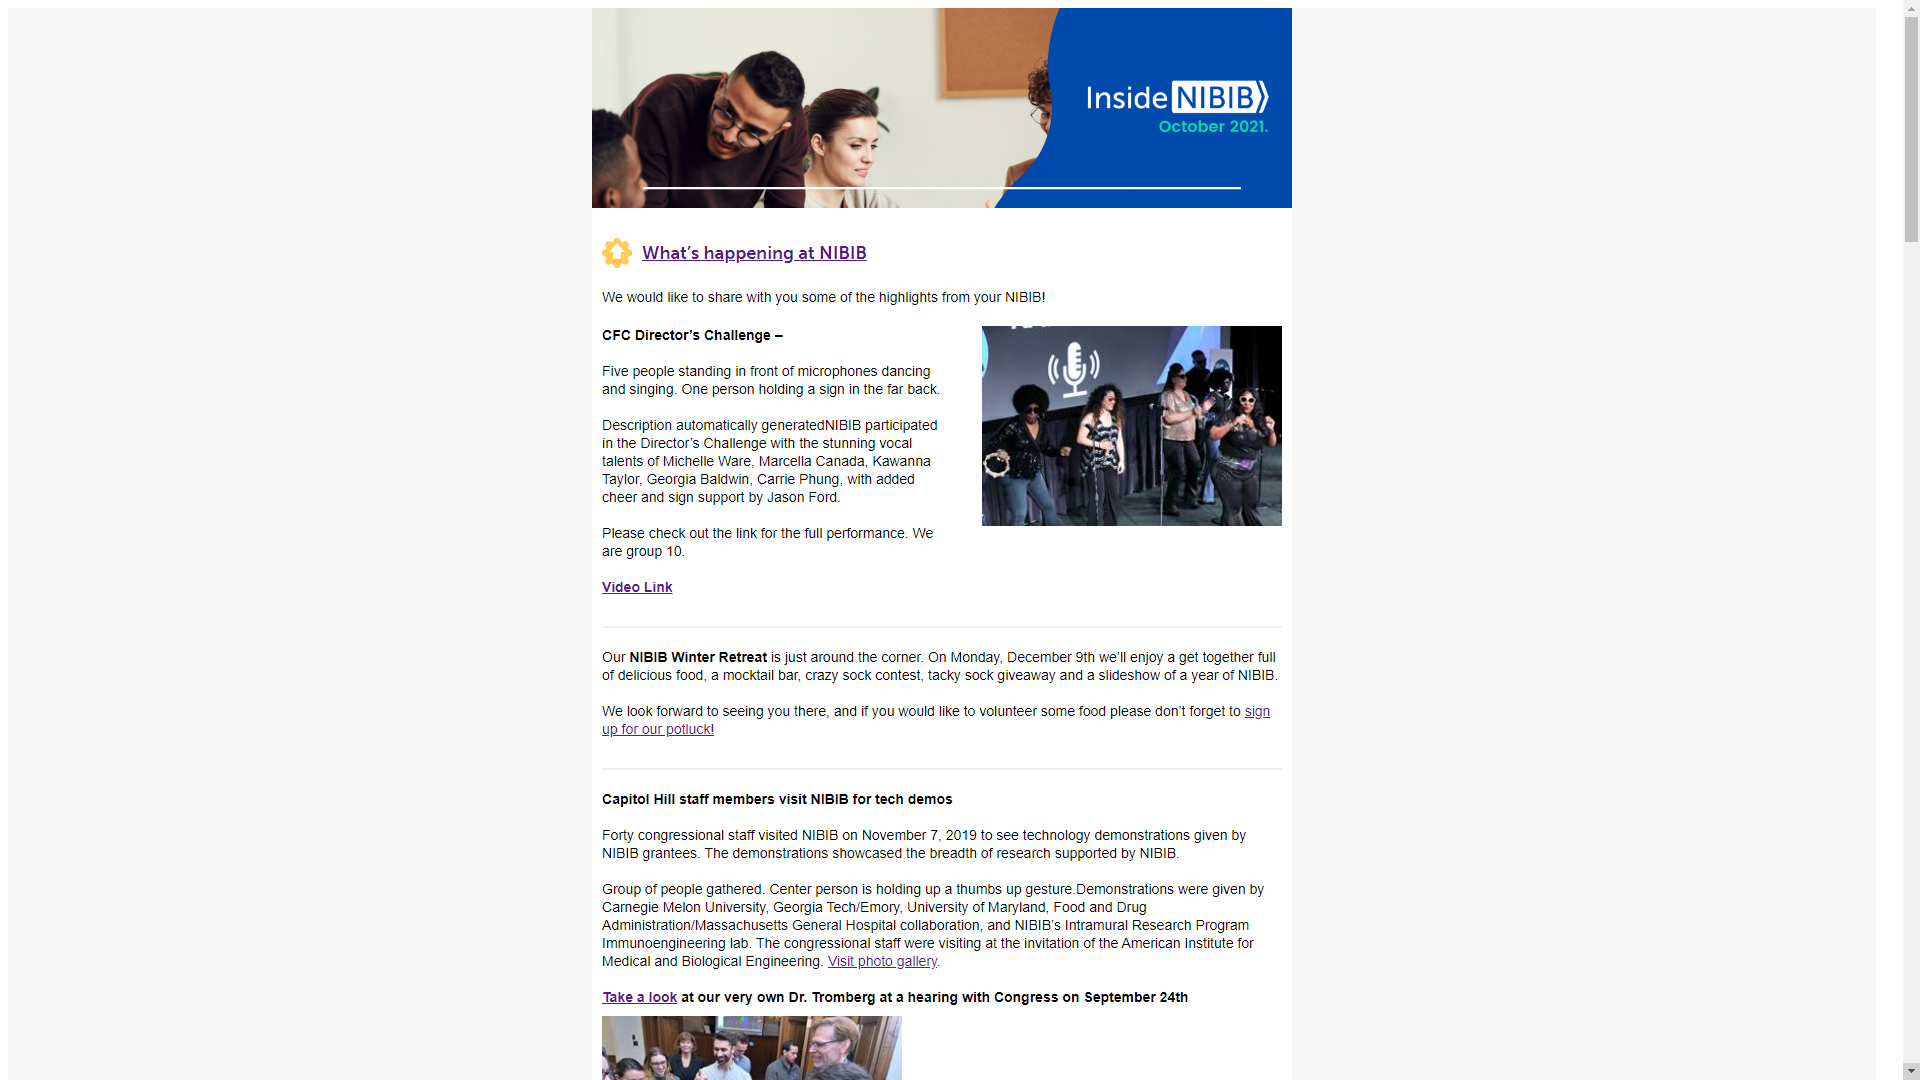 Inside NIBIB
October 2021.
What’s happening at NIBIB
We would like to share with you some of the highlights from your NIBIB!
CFC Director’s Challenge –
Five people standing in front of microphones dancing
and singing. One person holding a sign in the far back.
Description automatically generatedNIBIB participated
in the Director’s Challenge with the stunning vocal
talents of Michelle Ware, Marcella Canada, Kawanna
Taylor, Georgia Baldwin, Carrie Phung, with added
cheer and sign support by Jason Ford.
Please check out the link for the full performance. We
are group 10.
Video Link
Our NIBIB Winter Retreat is just around the corner. On Monday, December 9th we’ll enjoy a get together full
of delicious food, a mocktail bar, crazy sock contest, tacky sock giveaway and a slideshow of a year of NIBIB.
We look forward to seeing you there, and if you would like to volunteer some food please don’t forget to sign
up for our potluck!
Capitol Hill staff members visit NIBIB for tech demos
Forty congressional staff visited NIBIB on November 7, 2019 to see technology demonstrations given by
NIBIB grantees. The demonstrations showcased the breadth of research supported by NIBIB.
Group of people gathered. Center person is holding up a thumbs up gesture.Demonstrations were given by
Carnegie Melon University, Georgia Tech/Emory, University of Maryland, Food and Drug
Administration/Massachusetts General Hospital collaboration, and NIBIB’s Intramural Research Program
Immunoengineering lab. The congressional staff were visiting at the invitation of the American Institute for
Medical and Biological Engineering. Visit photo gallery.
Take a look at our very own Dr. Tromberg at a hearing with Congress on September 24th